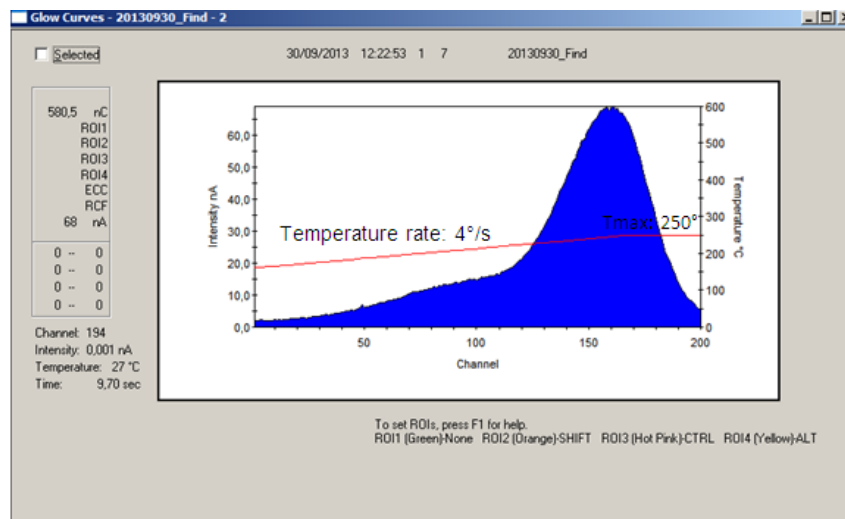 Glow Curves - 20130930_Find - 2
Selected
30/09/2013 12:22:53 1 7 20130930_Find
580,5 nC
ROI1
ROI2
ROI3
ROI4
ECC
RCF
68 nA
0 -- 0
0 -- 0
0 -- 0
0 -- 0
Channel: 194
Intensity: 0,001 nA
Temperature: 27 °C
Time: 9,70 sec
Intensity nA
60,0
50,0
40,0
30,0
20,0
10,0
0,0
Temperature rate: 4°/s
Tmax: 250°
600
500
400
300
200
100
0
Temperature °C
50 100 150 200
Channel
To set ROIs, press F1 for help.
ROI1 (Green)-None ROI2 (Orange)-SHIFT ROI3 (Hot Pink)-CTRL ROI4 (Yellow)-ALT